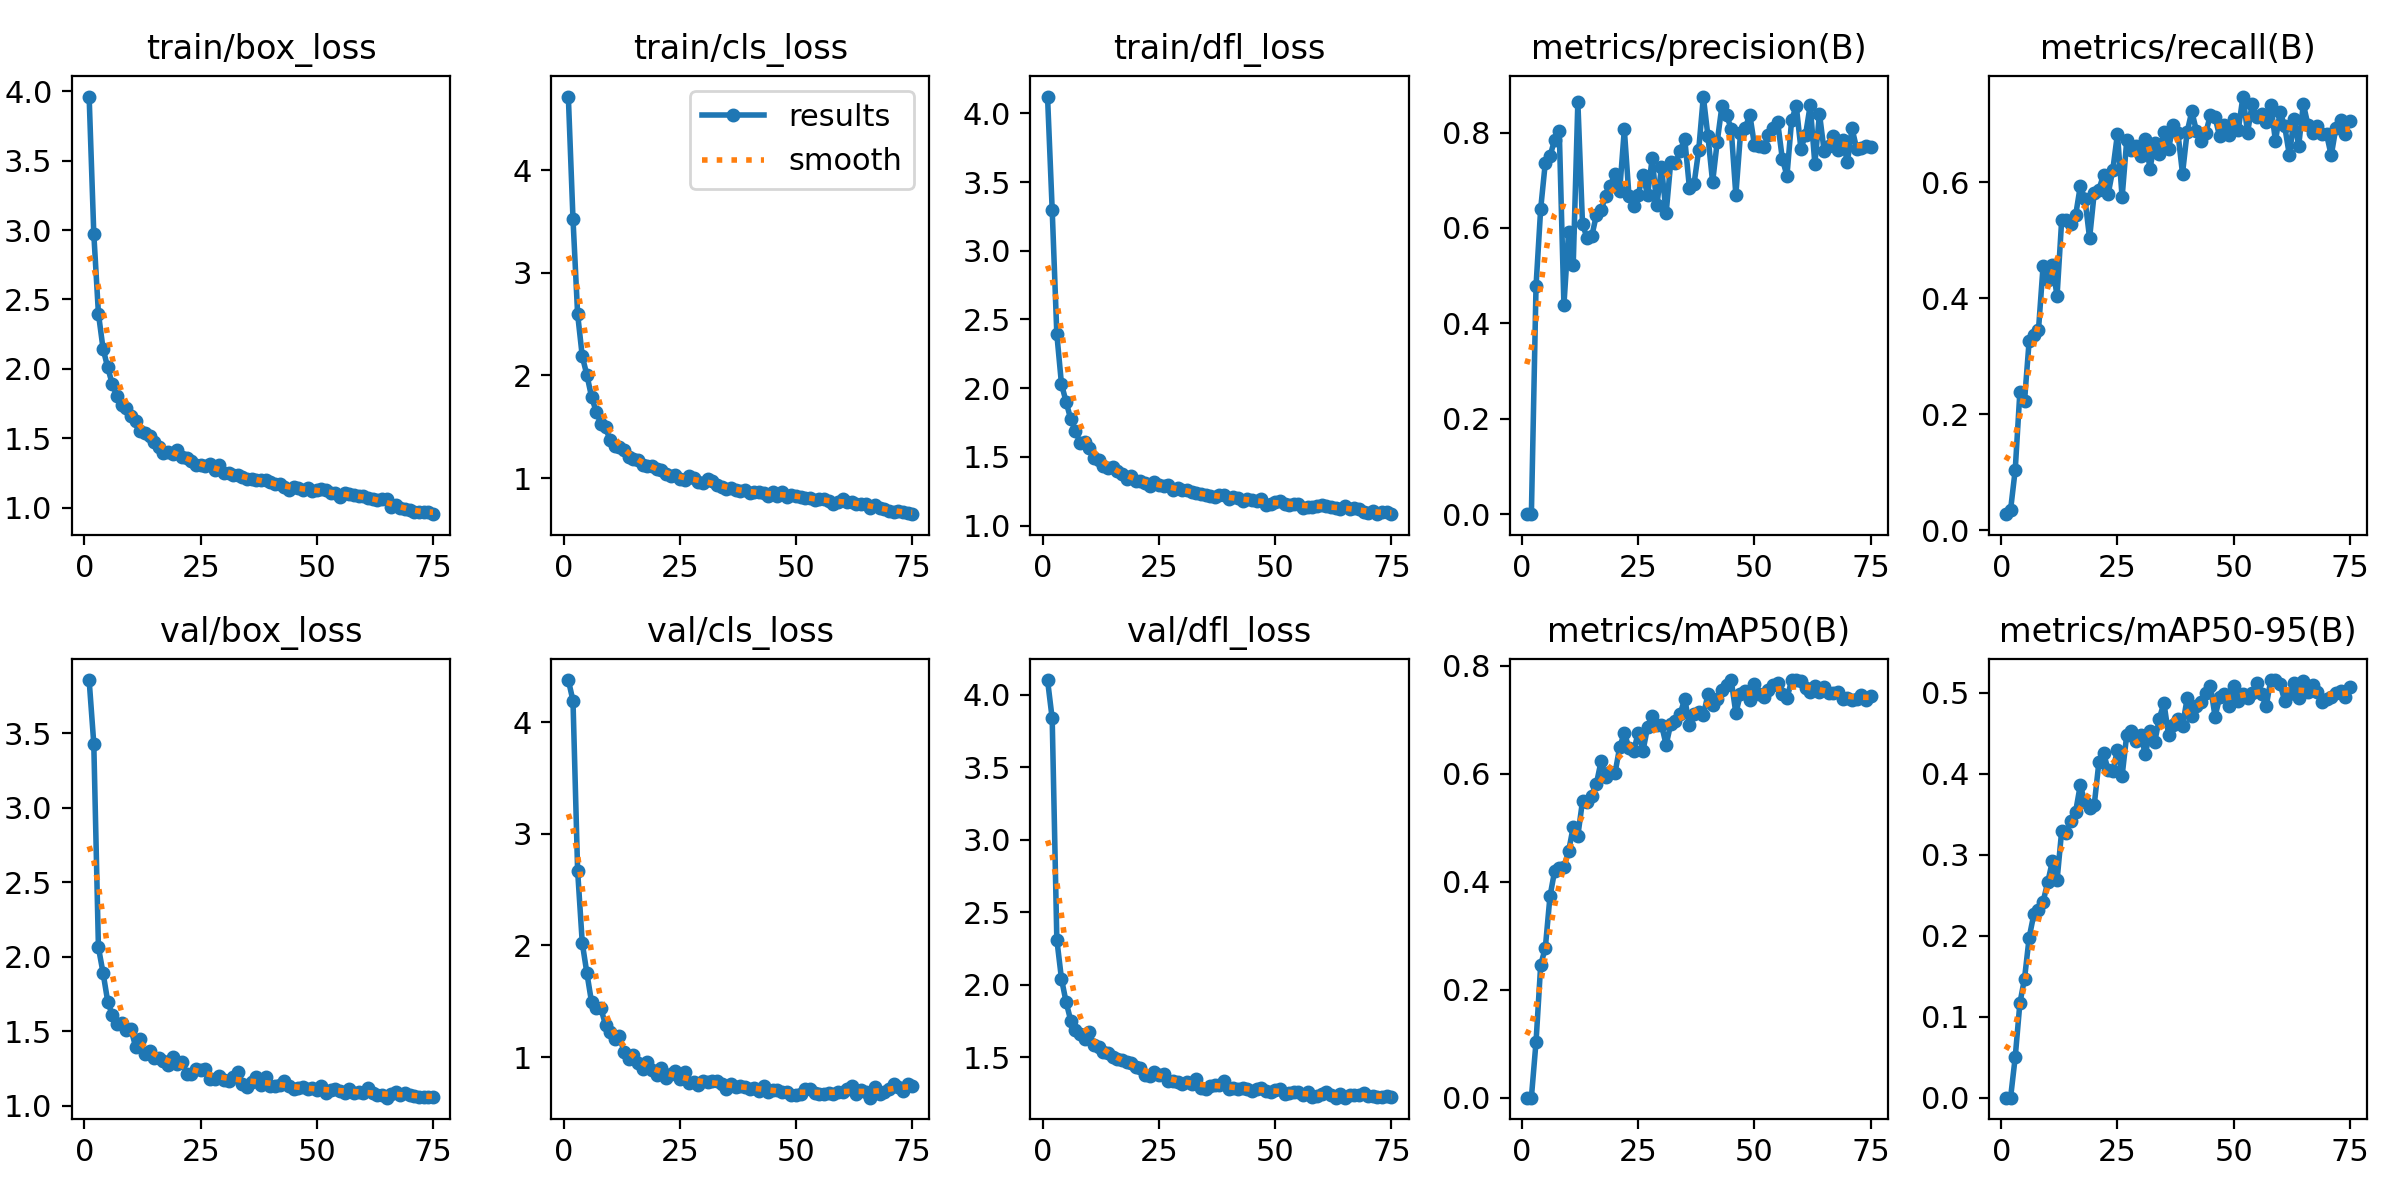 train/box_loss
4.0
3.5
3.0
2.5
2.0
1.5
1.0
0 25 50 75
train/cls_loss
results
smooth
4
3
2
1
0 25 50 75
train/dfl_loss
4.0
3.5
3.0
2.5
2.0
1.5
1.0
0 25 50 75
metrics/precision(B)
0.8
0.6
0.4
0.2
0.0
0 25 50 75
metrics/recall(B)
0.6
0.4
0.2
0.0
0 25 50 75
val/box_loss
3.5
3.0
2.5
2.0
1.5
1.0
0 25 50 75
val/cls_loss
4
3
2
1
0 25 50 75
val/dfl_loss
4.0
3.5
3.0
2.5
2.0
1.5
0 25 50 75
metrics/mAP50(B)
0.8
0.6
0.4
0.2
0.0
0 25 50 75
metrics/mAP50-95(B)
0.5
0.4
0.3
0.2
0.1
0.0
0 25 50 75